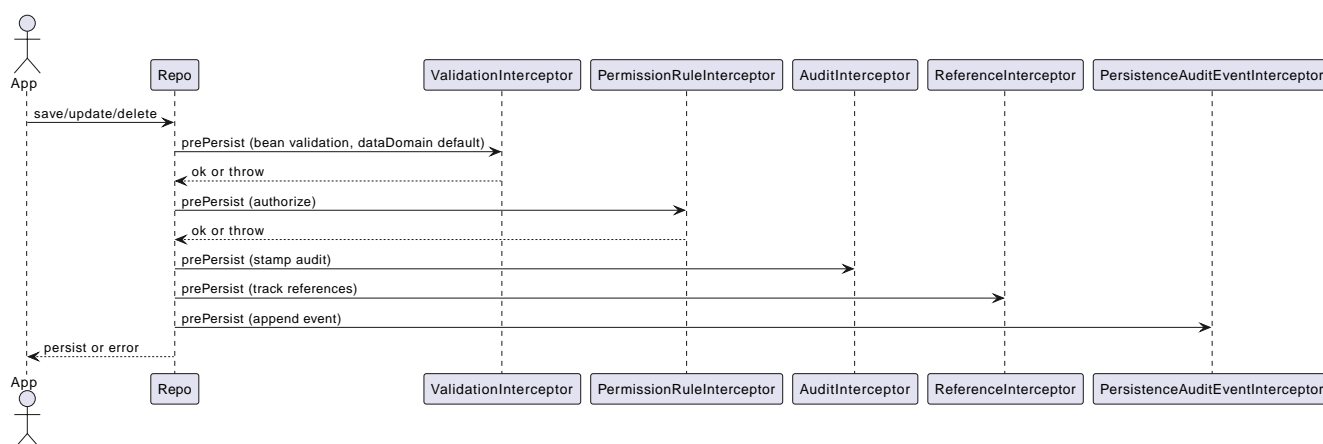 App
Repo
ValidationInterceptor
PermissionRuleInterceptor
AuditInterceptor
ReferenceInterceptor
PersistenceAuditEventInterceptor
save/update/delete
prePersist (bean validation, dataDomain default)
ok or throw
prePersist (authorize)
ok or throw
prePersist (stamp audit)
prePersist (track references)
prePersist (append event)
persist or error
App
Repo
ValidationInterceptor
PermissionRuleInterceptor
AuditInterceptor
ReferenceInterceptor
PersistenceAuditEventInterceptor